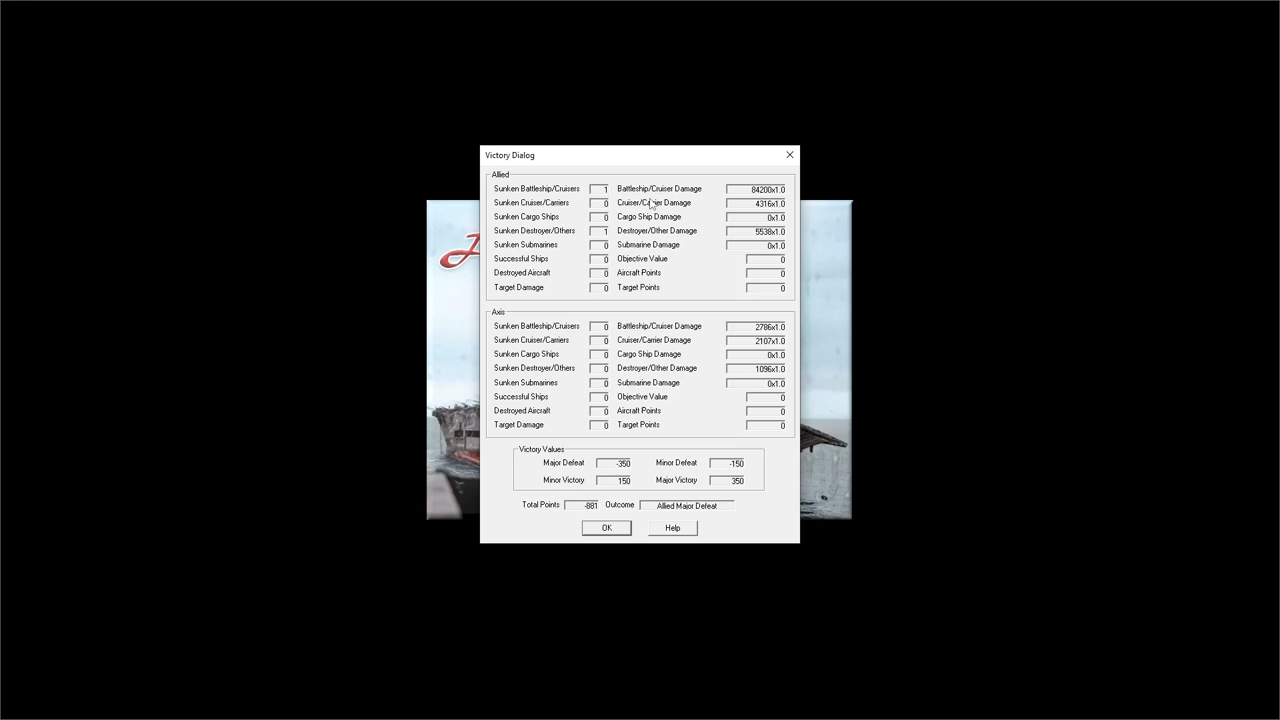 Victory Dialog
Allied
Sunken Battleship/Cruisers 1 Battleship/Cruiser Damage 84200x1.0
Sunken Cruiser/Carriers 0 Cruiser/Carrier Damage 4316x1.0
Sunken Cargo Ships 0 Cargo Ship Damage 0x1.0
Sunken Destroyer/Others 1 Destroyer/Other Damage 5538x1.0
Sunken Submarines 0 Submarine Damage 0x1.0
Successful Ships 0 Objective Value 0
Destroyed Aircraft 0 Aircraft Points 0
Target Damage 0 Target Points 0
Axis
Sunken Battleship/Cruisers 0 Battleship/Cruiser Damage 2786x1.0
Sunken Cruiser/Carriers 0 Cruiser/Carrier Damage 2107x1.0
Sunken Cargo Ships 0 Cargo Ship Damage 0x1.0
Sunken Destroyer/Others 0 Destroyer/Other Damage 1096x1.0
Sunken Submarines 0 Submarine Damage 0x1.0
Successful Ships 0 Objective Value 0
Destroyed Aircraft 0 Aircraft Points 0
Target Damage 0 Target Points 0
Victory Values
Major Defeat -350 Minor Defeat -150
Minor Victory 150 Major Victory 350
Total Points -881 Outcome Allied Major Defeat
OK Help